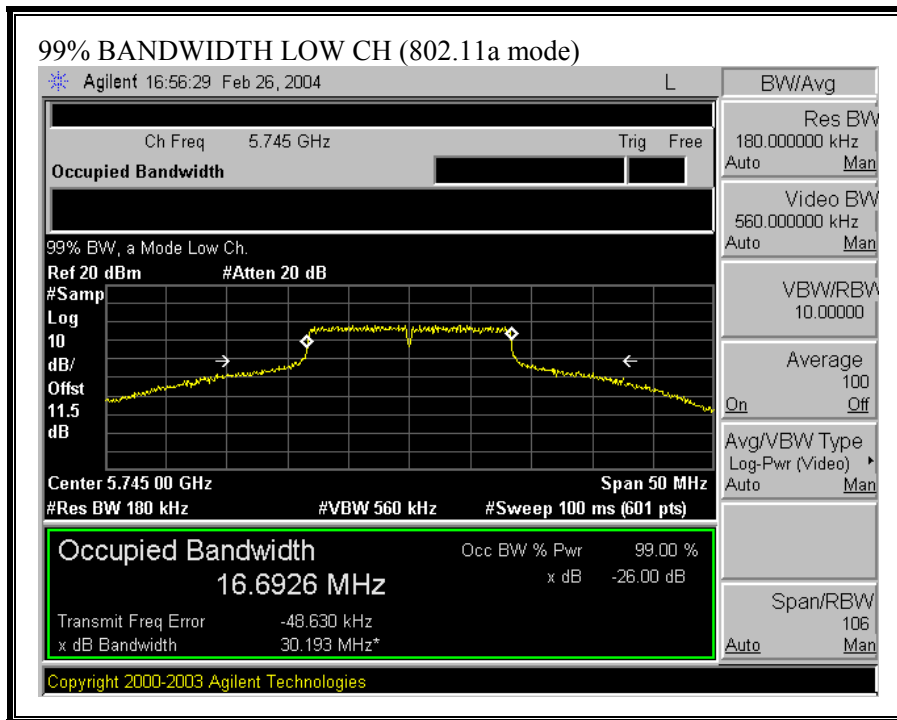 99% BANDWIDTH LOW CH (802.11a mode)
Agilent 16:56:29 Feb 26, 2004 L
BW/Avg
Ch Freq 5.745 GHz Trig Free
Occupied Bandwidth
Res BW
180.000000 kHz
Auto Man
Video BW
560.000000 kHz
Auto Man
99% BW, a Mode Low Ch.
Ref 20 dBm #Atten 20 dB
#Samp
Log
10
dB/
Offst
11.5
dB
VBW/RBW
10.00000
Average
100
On Off
Avg/VBW Type
Log-Pwr (Video)
Auto Man
Center 5.745 00 GHz Span 50 MHz
#Res BW 180 kHz #VBW 560 kHz #Sweep 100 ms (601 pts)
Occupied Bandwidth Occ BW % Pwr 99.00 %
16.6926 MHz x dB -26.00 dB
Transmit Freq Error -48.630 kHz
x dB Bandwidth 30.193 MHz*
Span/RBW
106
Auto Man
Copyright 2000-2003 Agilent Technologies